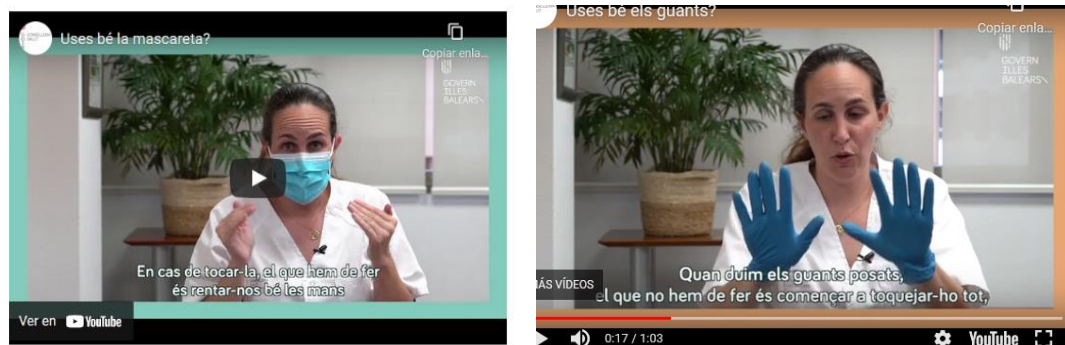 Uses bé la mascareta?
Copiar enla...
GOVERN
ILLES
BALEARS
En cas de tocar-la, el que hem de fer
és rentar-nos bé les mans
Ver en YouTube
Uses bé els guants?
Copiar enla...
GOVERN
ILLES
BALEARS
Quan duim els guants posats,
MÁS VÍDEOS
el que no hem de fer és començar a toquejar-ho tot,
0:17 / 1:03
YouTube